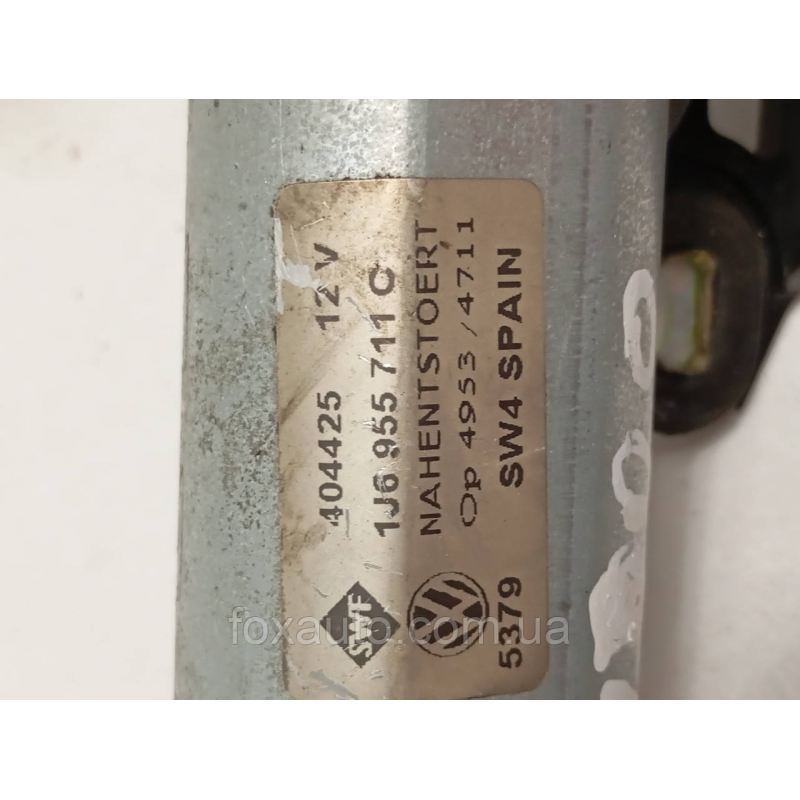 404425 12 V
1J6 955 711 C
NAHENTSTOERT
Op 4953/4711
5379 SW4 SPAIN
SWF
foxauto.com.ua